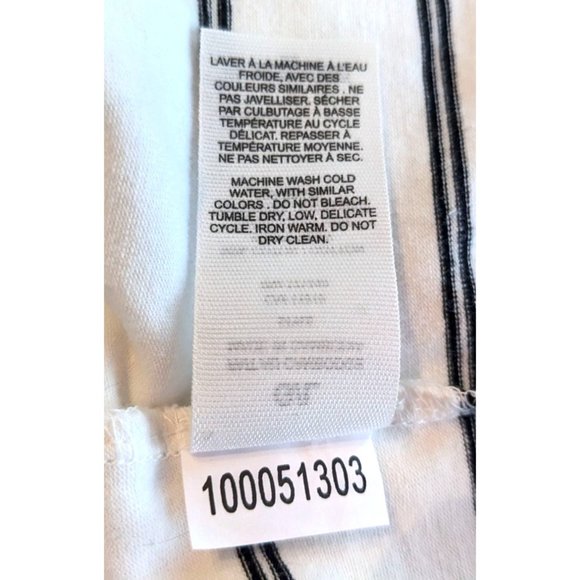 LAVER À LA MACHINE À L'EAU
FROIDE, AVEC DES
COULEURS SIMILAIRES . NE
PAS JAVELLISER. SÉCHER
PAR CULBUTAGE À BASSE
TEMPÉRATURE AU CYCLE
DÉLICAT. REPASSER À
TEMPÉRATURE MOYENNE.
NE PAS NETTOYER À SEC.
MACHINE WASH COLD
WATER, WITH SIMILAR
COLORS . DO NOT BLEACH.
TUMBLE DRY, LOW, DELICATE
CYCLE. IRON WARM. DO NOT
DRY CLEAN.
100051303